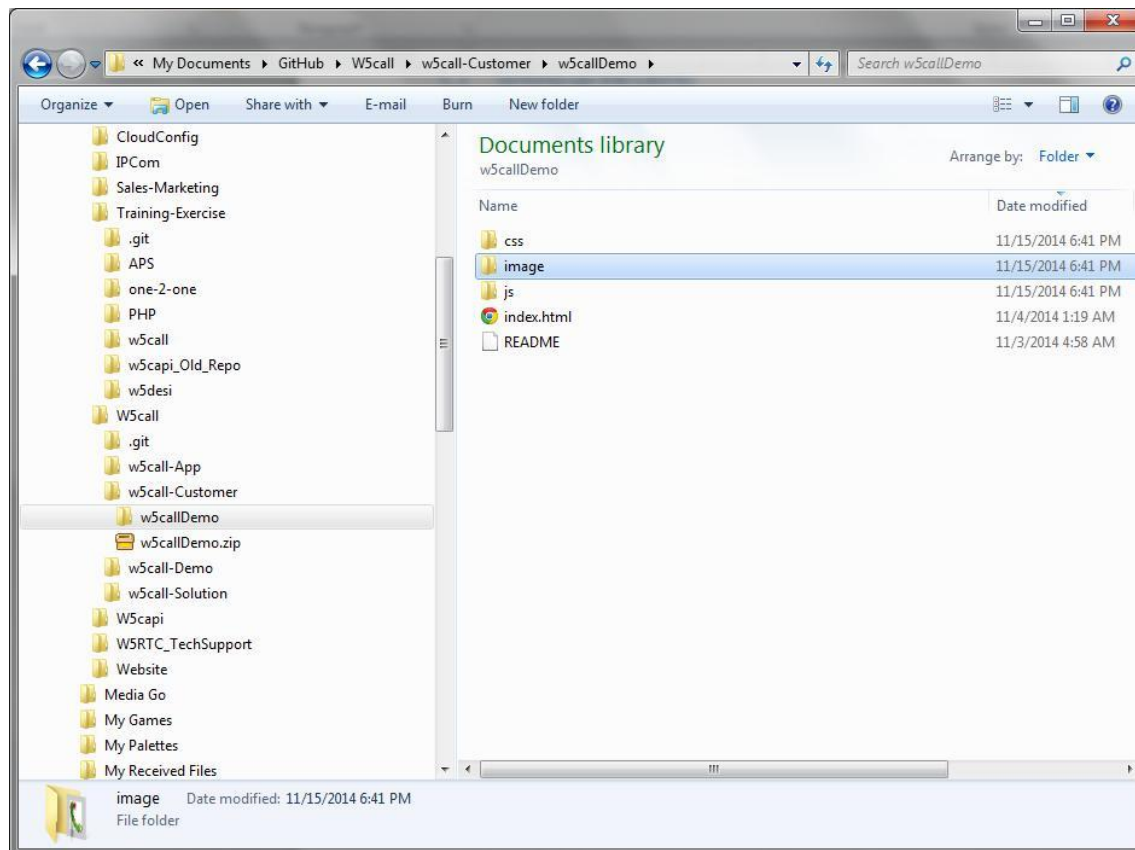 « My Documents ▸ GitHub ▸ W5call ▸ w5call-Customer ▸ w5callDemo ▸
Search w5callDemo
Organize Open Share with E-mail Burn New folder
CloudConfig
IPCom
Sales-Marketing
Training-Exercise
.git
APS
one-2-one
PHP
w5call
w5capi_Old_Repo
w5desi
W5call
.git
w5call-App
w5call-Customer
w5callDemo
w5callDemo.zip
w5call-Demo
w5call-Solution
W5capi
W5RTC_TechSupport
Website
Media Go
My Games
My Palettes
My Received Files
Documents library
w5callDemo
Arrange by: Folder
Name Date modified
css 11/15/2014 6:41 PM
image 11/15/2014 6:41 PM
js 11/15/2014 6:41 PM
index.html 11/4/2014 1:19 AM
README 11/3/2014 4:58 AM
image Date modified: 11/15/2014 6:41 PM
File folder